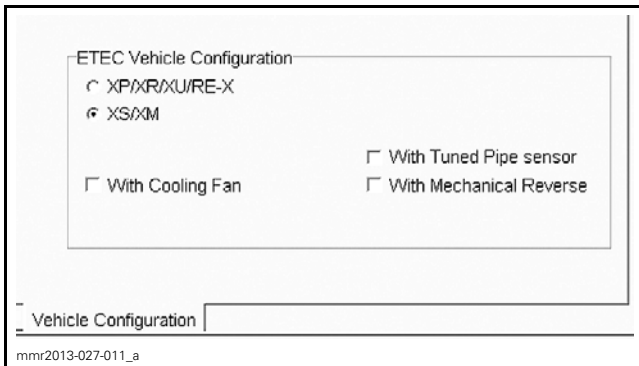 ETEC Vehicle Configuration
XP/XR/XU/RE-X
XS/XM
With Tuned Pipe sensor
With Cooling Fan
With Mechanical Reverse
Vehicle Configuration
mmr2013-027-011_a